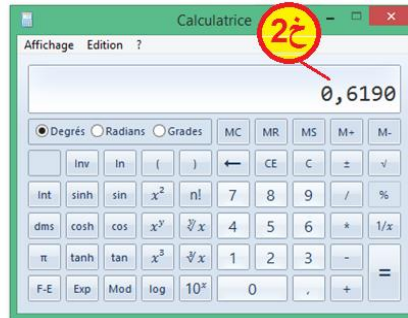 Calculatrice
خ2
Affichage Edition ?
0,6190
Degrés Radians Grades MC MR MS M+ M-
Inv ln ( ) ← CE C ± √
Int sinh sin x² n! 7 8 9 / %
dms cosh cos xʸ ʸ√x 4 5 6 * 1/x
π tanh tan x³ ³√x 1 2 3 - =
F-E Exp Mod log 10ˣ 0 , +